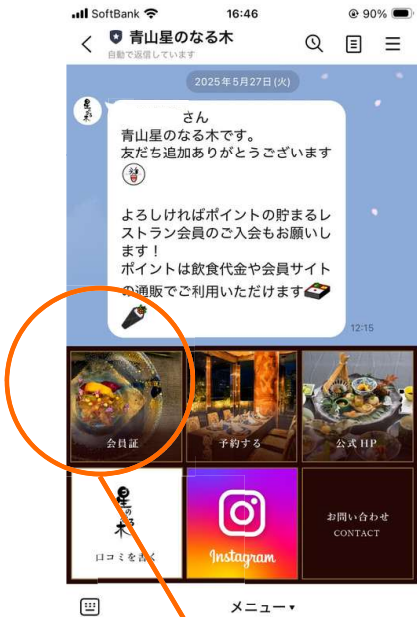 SoftBank
16:46
90%
青山星のなる木
自動で返信しています
2025年5月27日(火)
さん
青山星のなる木です。
友だち追加ありがとうございます
よろしければポイントの貯まるレ
ストラン会員のご入会もお願いし
ます！
ポイントは飲食代金や会員サイト
の通販でご利用いただけます
12:15
会員証
予約する
公式 HP
星のなる木
口コミを書く
Instagram
お問い合わせ
CONTACT
メニュー▾